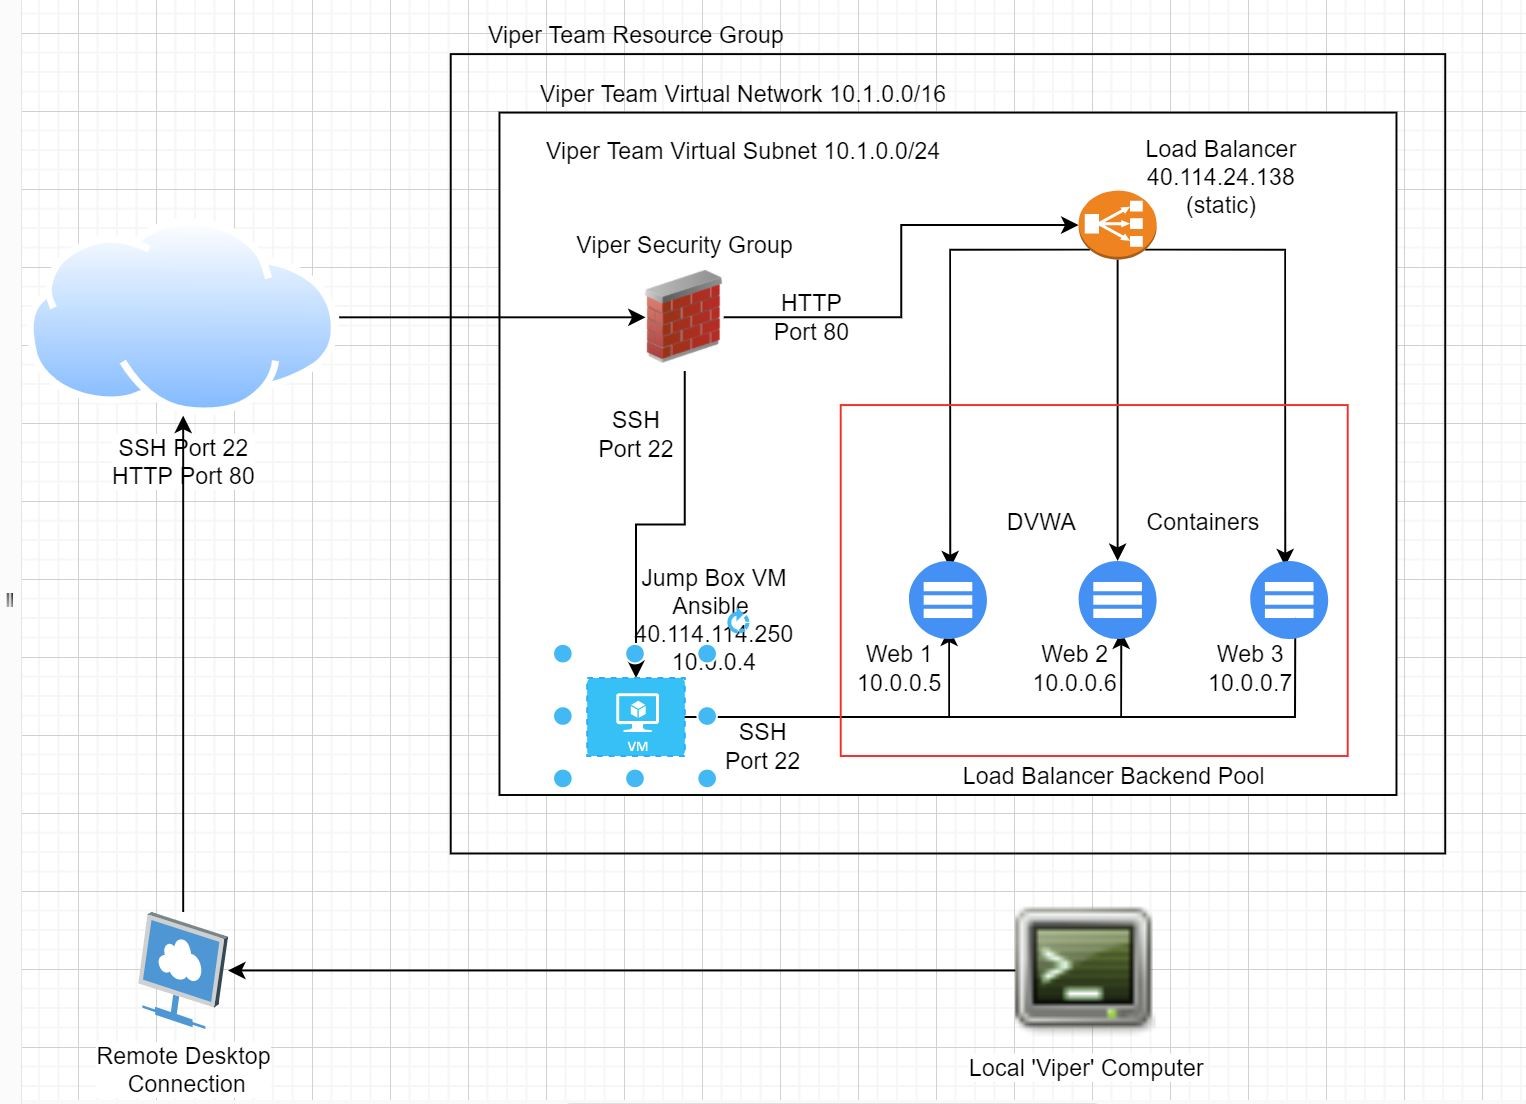 Viper Team Resource Group
Viper Team Virtual Network 10.1.0.0/16
Viper Team Virtual Subnet 10.1.0.0/24
Load Balancer
40.114.24.138
(static)
Viper Security Group
HTTP
Port 80
SSH
Port 22
SSH Port 22
HTTP Port 80
DVWA
Containers
Jump Box VM
Ansible
40.114.114.250
10.0.0.4
VM
SSH
Port 22
Web 1
10.0.0.5
Web 2
10.0.0.6
Web 3
10.0.0.7
Load Balancer Backend Pool
Remote Desktop
Connection
Local 'Viper' Computer